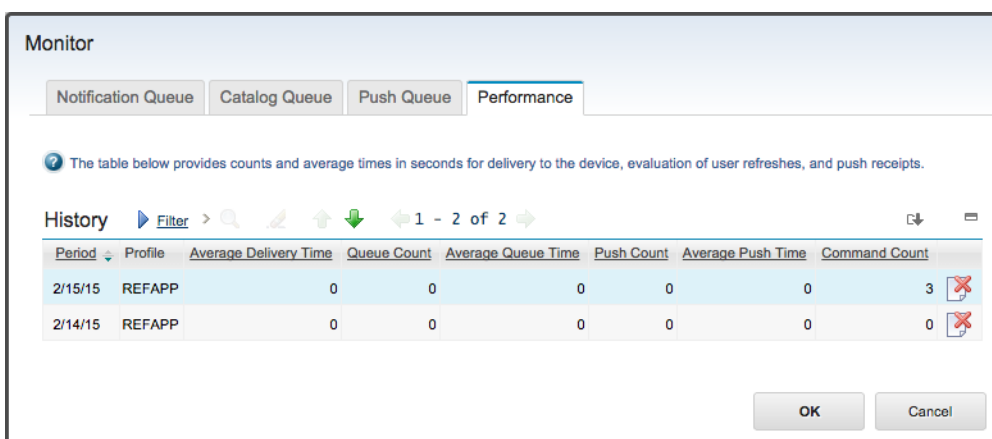 Monitor
Notification Queue Catalog Queue Push Queue Performance
The table below provides counts and average times in seconds for delivery to the device, evaluation of user refreshes, and push receipts.
History Filter 1 - 2 of 2
Period Profile Average Delivery Time Queue Count Average Queue Time Push Count Average Push Time Command Count
2/15/15 REFAPP 0 0 0 0 0 3
2/14/15 REFAPP 0 0 0 0 0 0
OK Cancel